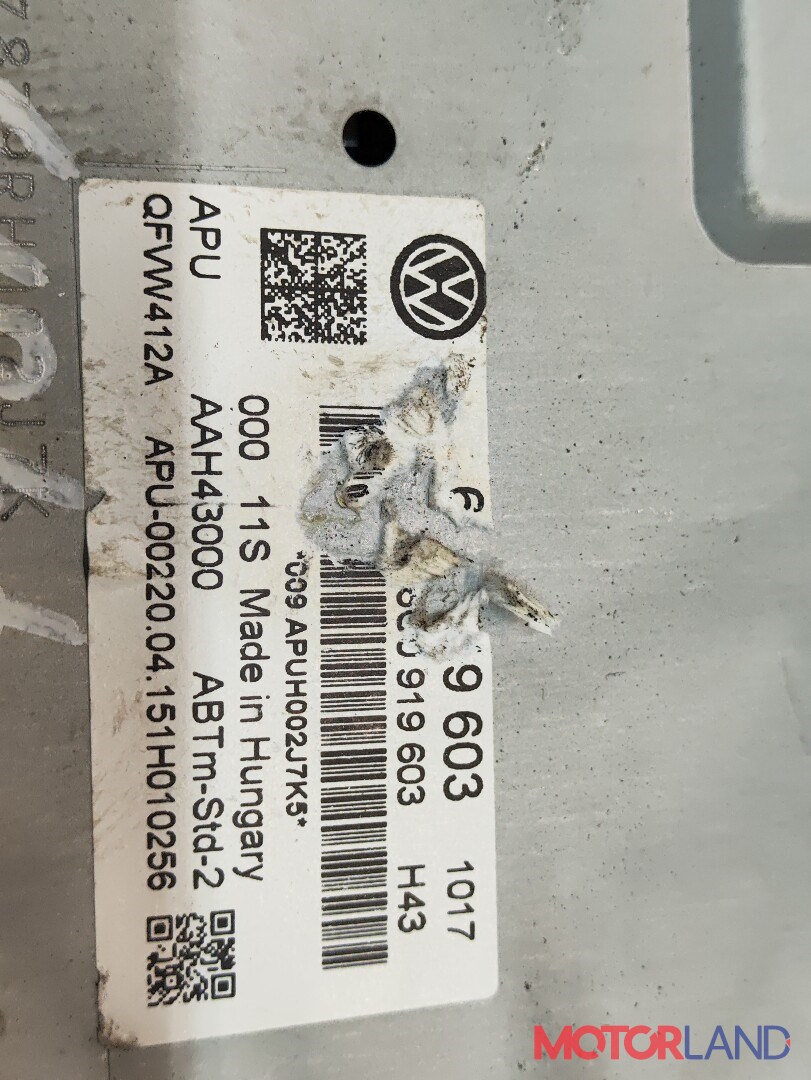 9 603 1017
919 603 H43
*009 APUH002J7K5*
000 11S Made in Hungary
APU AAH43000 ABTm-Std-2
QFVW412A APU-00220.04.151H010256
MOTORLAND